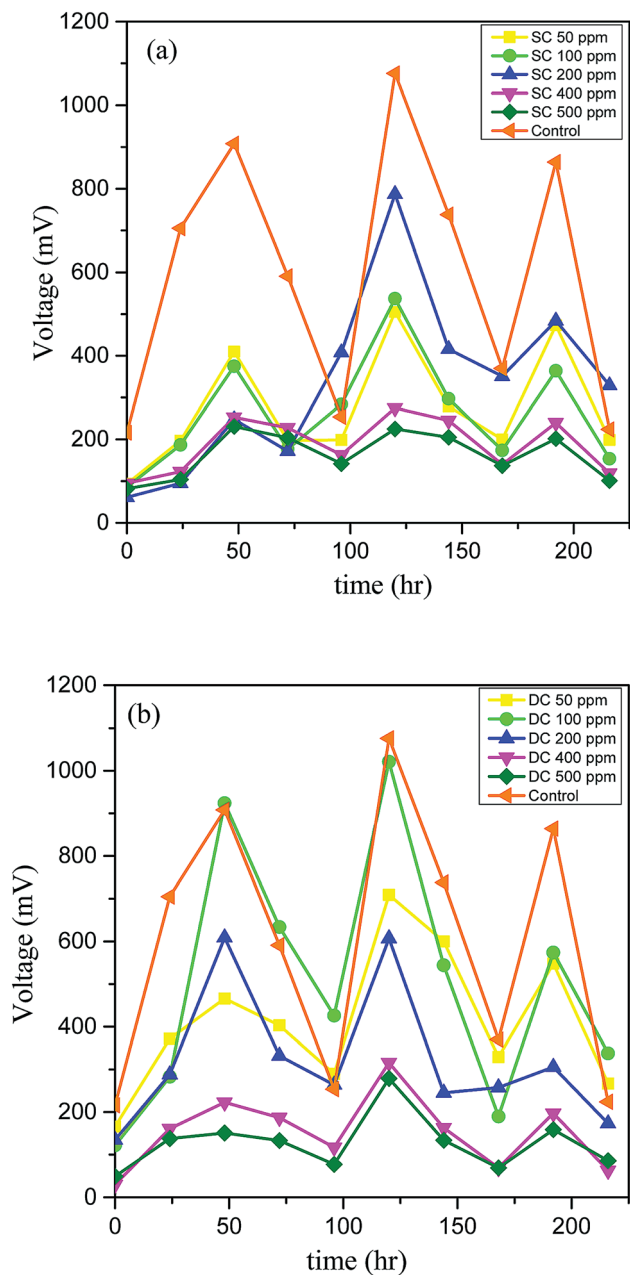 (a)
SC 50 ppm
SC 100 ppm
SC 200 ppm
SC 400 ppm
SC 500 ppm
Control
1200
1000
800
600
400
200
0
Voltage (mV)
0 50 100 150 200
time (hr)
(b)
DC 50 ppm
DC 100 ppm
DC 200 ppm
DC 400 ppm
DC 500 ppm
Control
1200
1000
800
600
400
200
0
Voltage (mV)
0 50 100 150 200
time (hr)